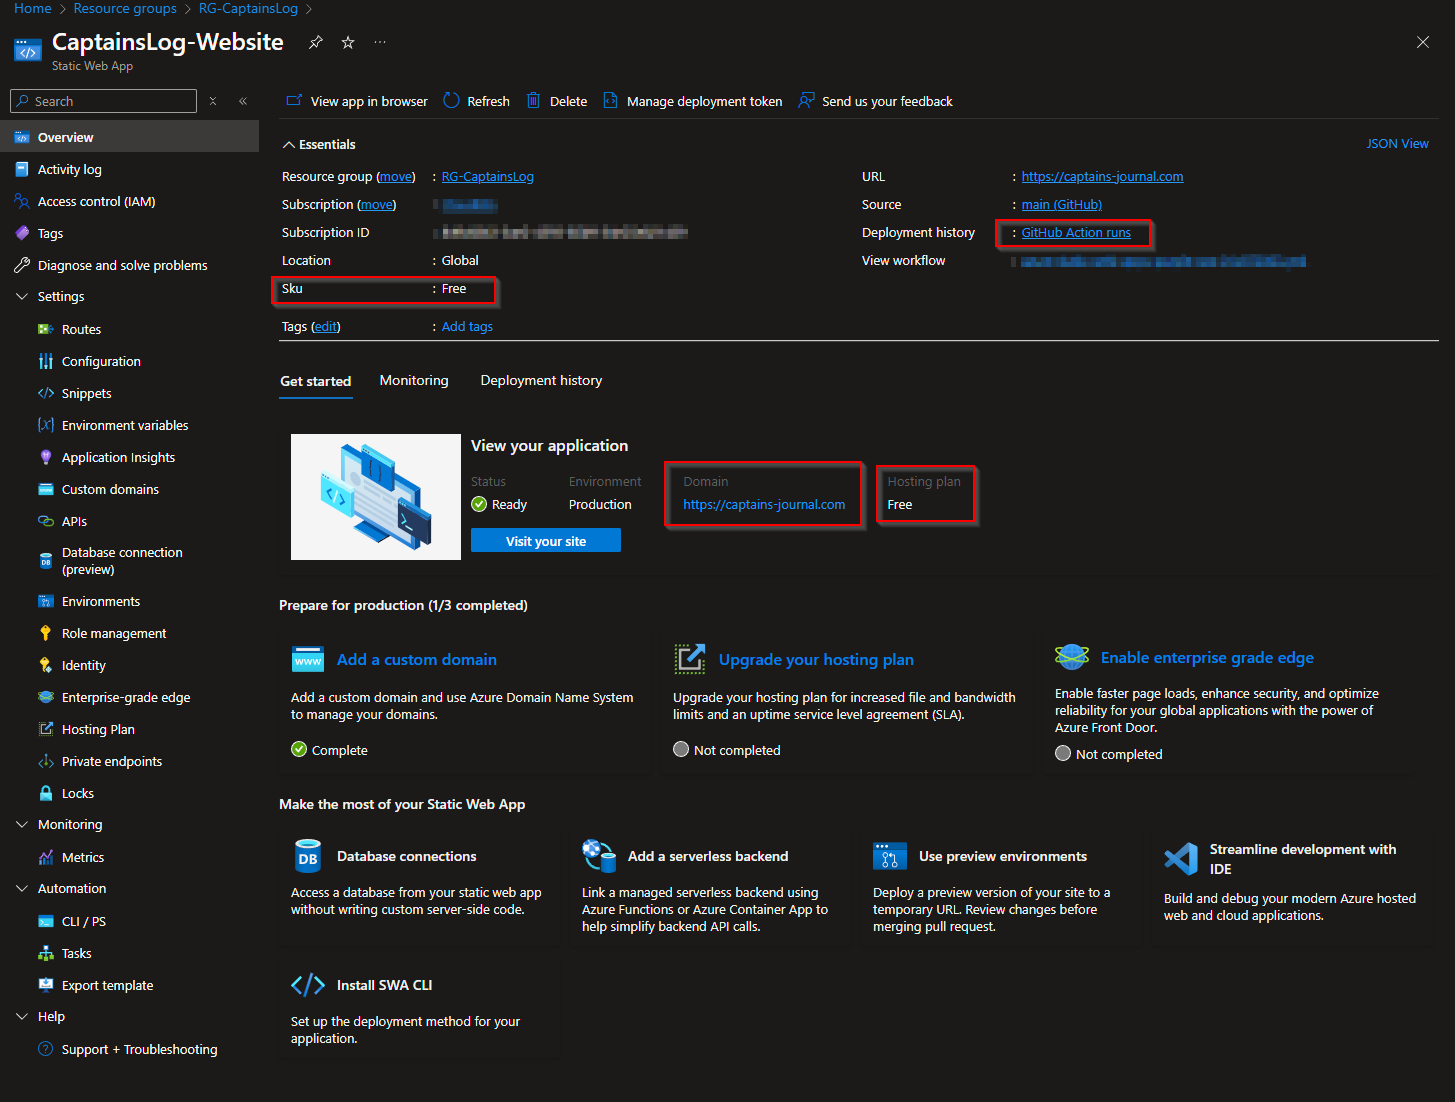 Home > Resource groups > RG-CaptainsLog >
CaptainsLog-Website
Static Web App
Search
Overview
Activity log
Access control (IAM)
Tags
Diagnose and solve problems
Settings
Routes
Configuration
Snippets
Environment variables
Application Insights
Custom domains
APIs
Database connection
(preview)
Environments
Role management
Identity
Enterprise-grade edge
Hosting Plan
Private endpoints
Locks
Monitoring
Metrics
Automation
CLI / PS
Tasks
Export template
Help
Support + Troubleshooting
View app in browser Refresh Delete Manage deployment token Send us your feedback
Essentials JSON View
Resource group (move) : RG-CaptainsLog
Subscription (move) :
Subscription ID :
Location : Global
Sku : Free
Tags (edit) : Add tags
URL : https://captains-journal.com
Source : main (GitHub)
Deployment history : GitHub Action runs
View workflow :
Get started Monitoring Deployment history
View your application
Status Environment Domain Hosting plan
Ready Production https://captains-journal.com Free
Visit your site
Prepare for production (1/3 completed)
www
Add a custom domain
Add a custom domain and use Azure Domain Name System
to manage your domains.
Complete
Upgrade your hosting plan
Upgrade your hosting plan for increased file and bandwidth
limits and an uptime service level agreement (SLA).
Not completed
Enable enterprise grade edge
Enable faster page loads, enhance security, and optimize
reliability for your global applications with the power of
Azure Front Door.
Not completed
Make the most of your Static Web App
DB
Database connections
Access a database from your static web app
without writing custom server-side code.
Add a serverless backend
Link a managed serverless backend using
Azure Functions or Azure Container App to
help simplify backend API calls.
Use preview environments
Deploy a preview version of your site to a
temporary URL. Review changes before
merging pull request.
Streamline development with
IDE
Build and debug your modern Azure hosted
web and cloud applications.
Install SWA CLI
Set up the deployment method for your
application.